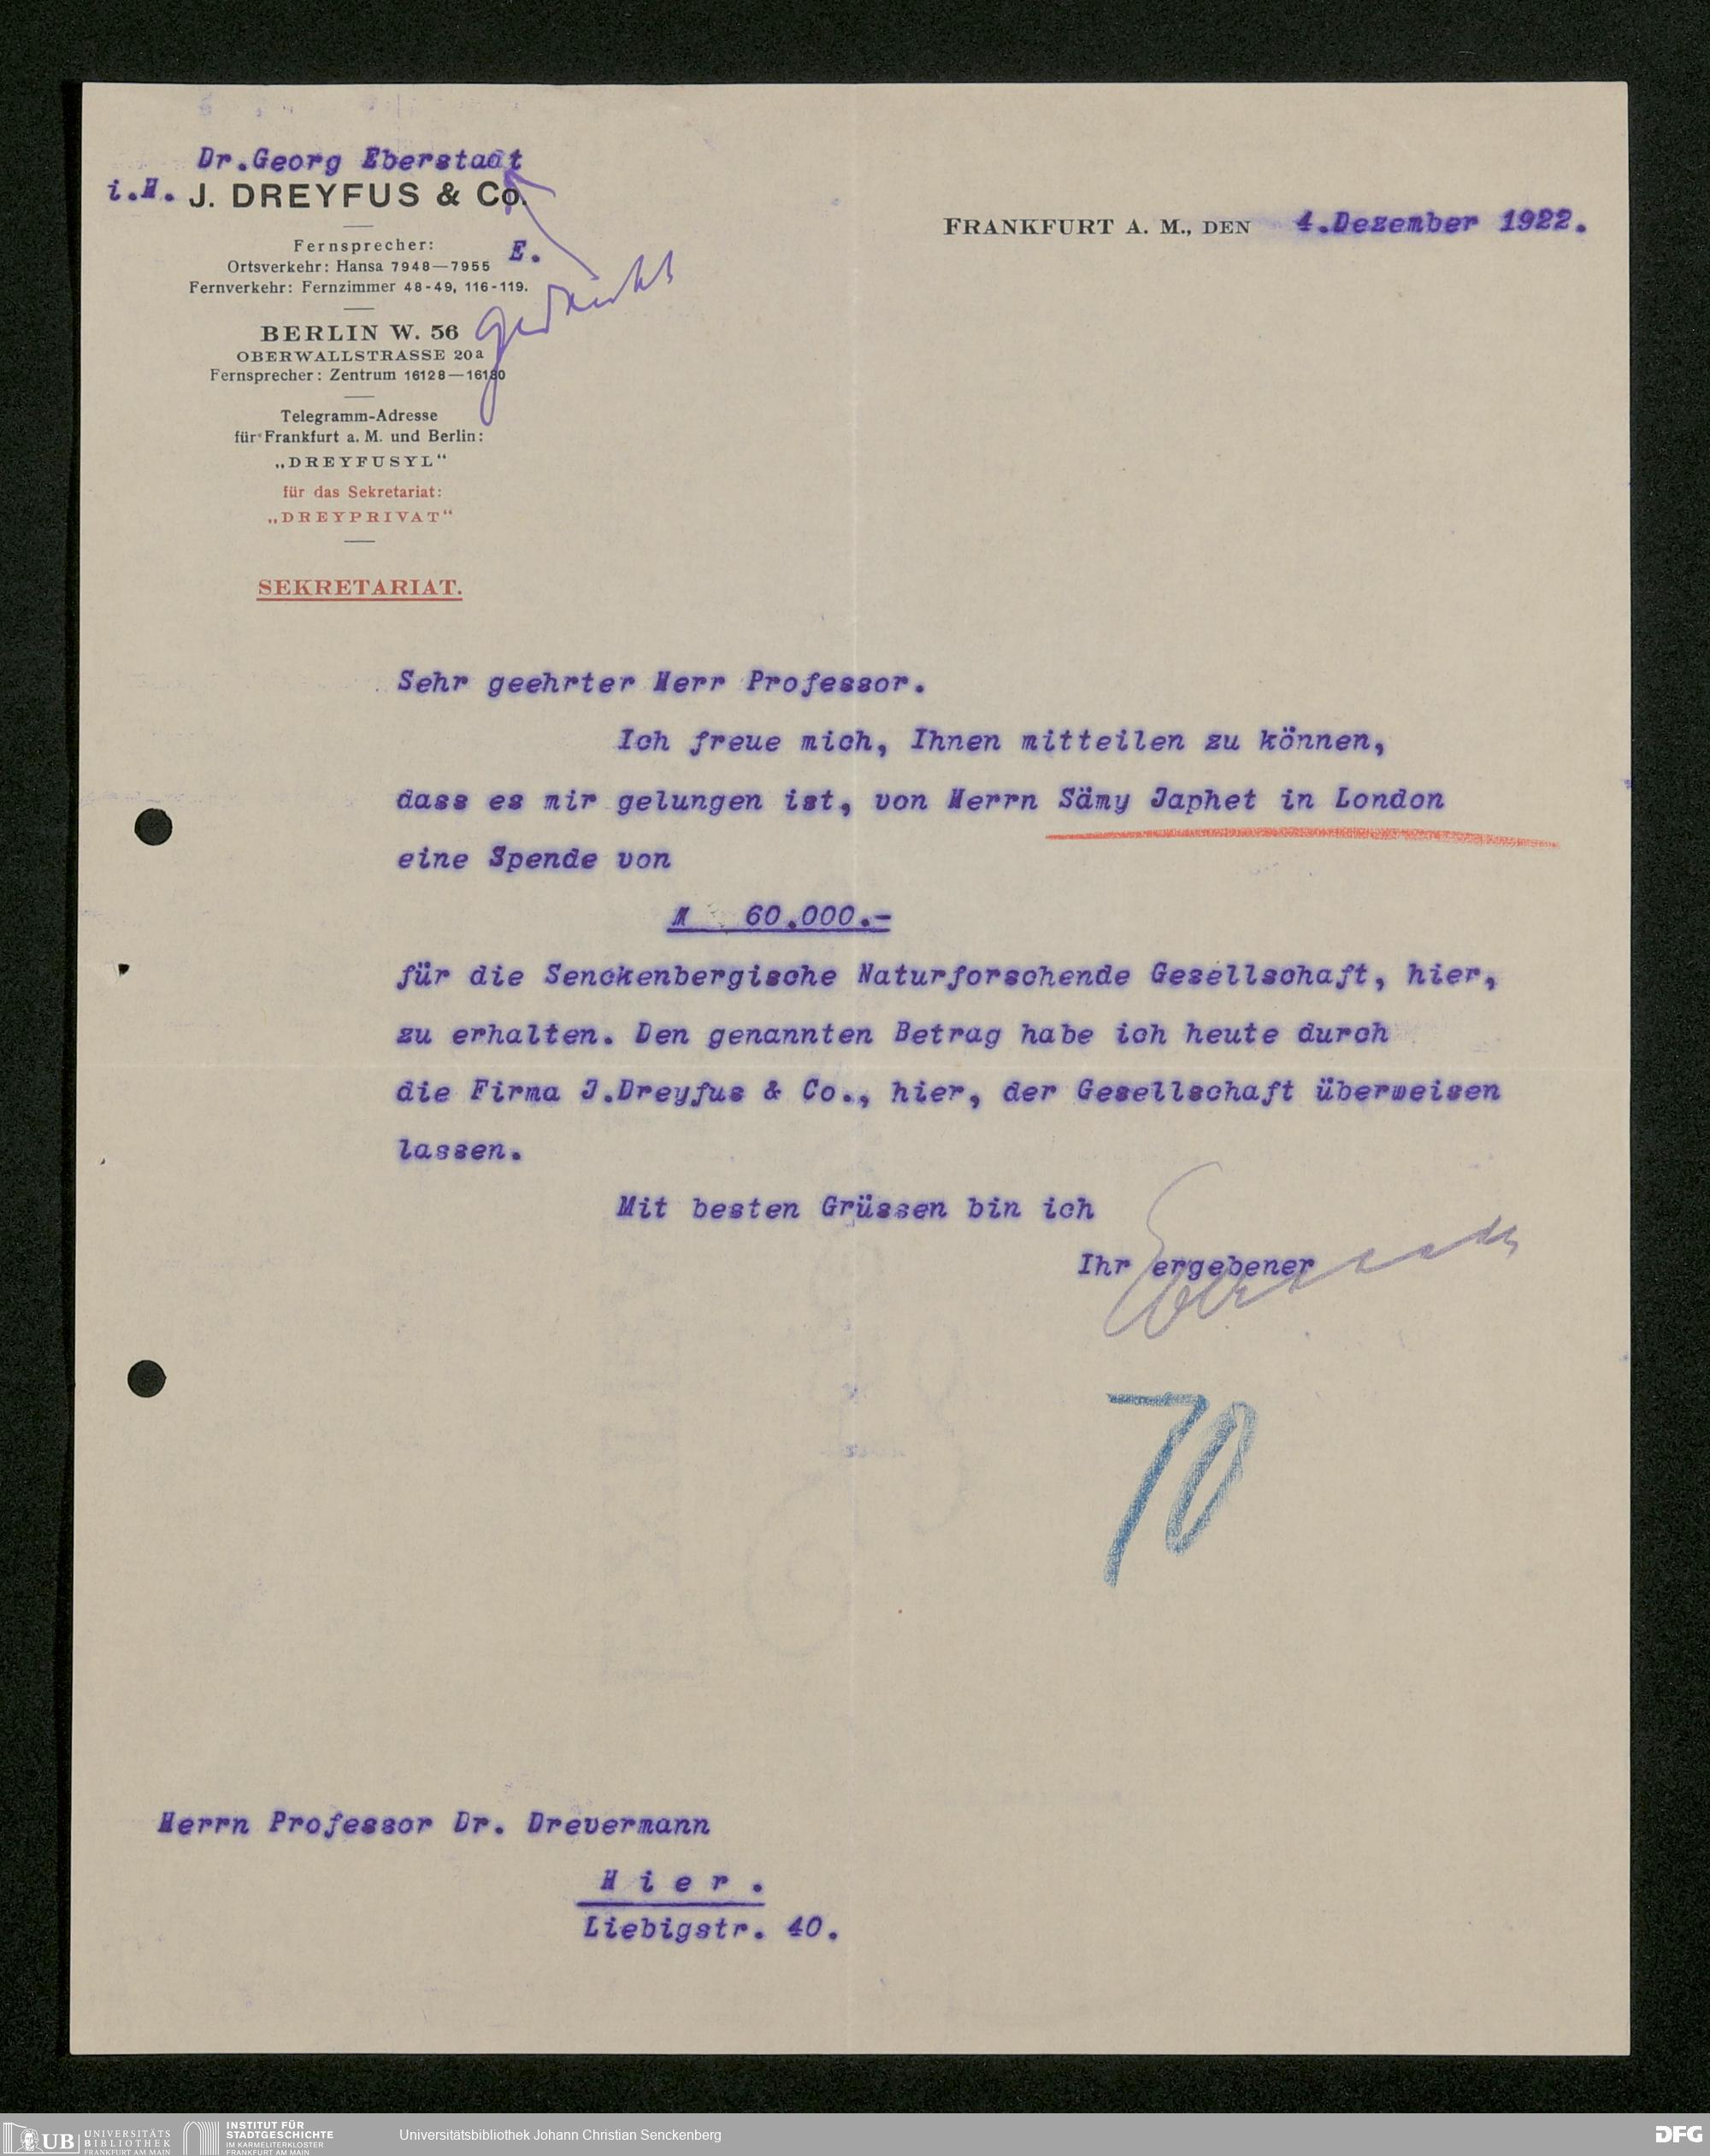 Dr.Georg Eberstadt
i.H. J. DREYFUS & Co.
FRANKFURT A. M., DEN 4.Dezember 1922.
Fernsprecher: E.
Ortsverkehr: Hansa 7948—7955
Fernverkehr: Fernzimmer 48-49, 116-119.
gedruckt
BERLIN W. 56
OBERWALLSTRASSE 20a
Fernsprecher: Zentrum 16128—16130
Telegramm-Adresse
für Frankfurt a. M. und Berlin:
„DREYFUSYL“
für das Sekretariat:
„DREYPRIVAT“
SEKRETARIAT.
Sehr geehrter Herr Professor.
Ich freue mich, Ihnen mitteilen zu können,
dass es mir gelungen ist, von Herrn Sämy Japhet in London
eine Spende von
M 60.000.-
für die Senckenbergische Naturforschende Gesellschaft, hier,
zu erhalten. Den genannten Betrag habe ich heute durch
die Firma J.Dreyfus & Co., hier, der Gesellschaft überweisen
lassen.
Mit besten Grüssen bin ich
Ihr ergebener
70
Herrn Professor Dr. Drevermann
Hier.
Liebigstr. 40.
UB UNIVERSITÄTS
BIBLIOTHEK
FRANKFURT AM MAIN
INSTITUT FÜR
STADTGESCHICHTE
IM KARMELITERKLOSTER
FRANKFURT AM MAIN
Universitätsbibliothek Johann Christian Senckenberg
DFG